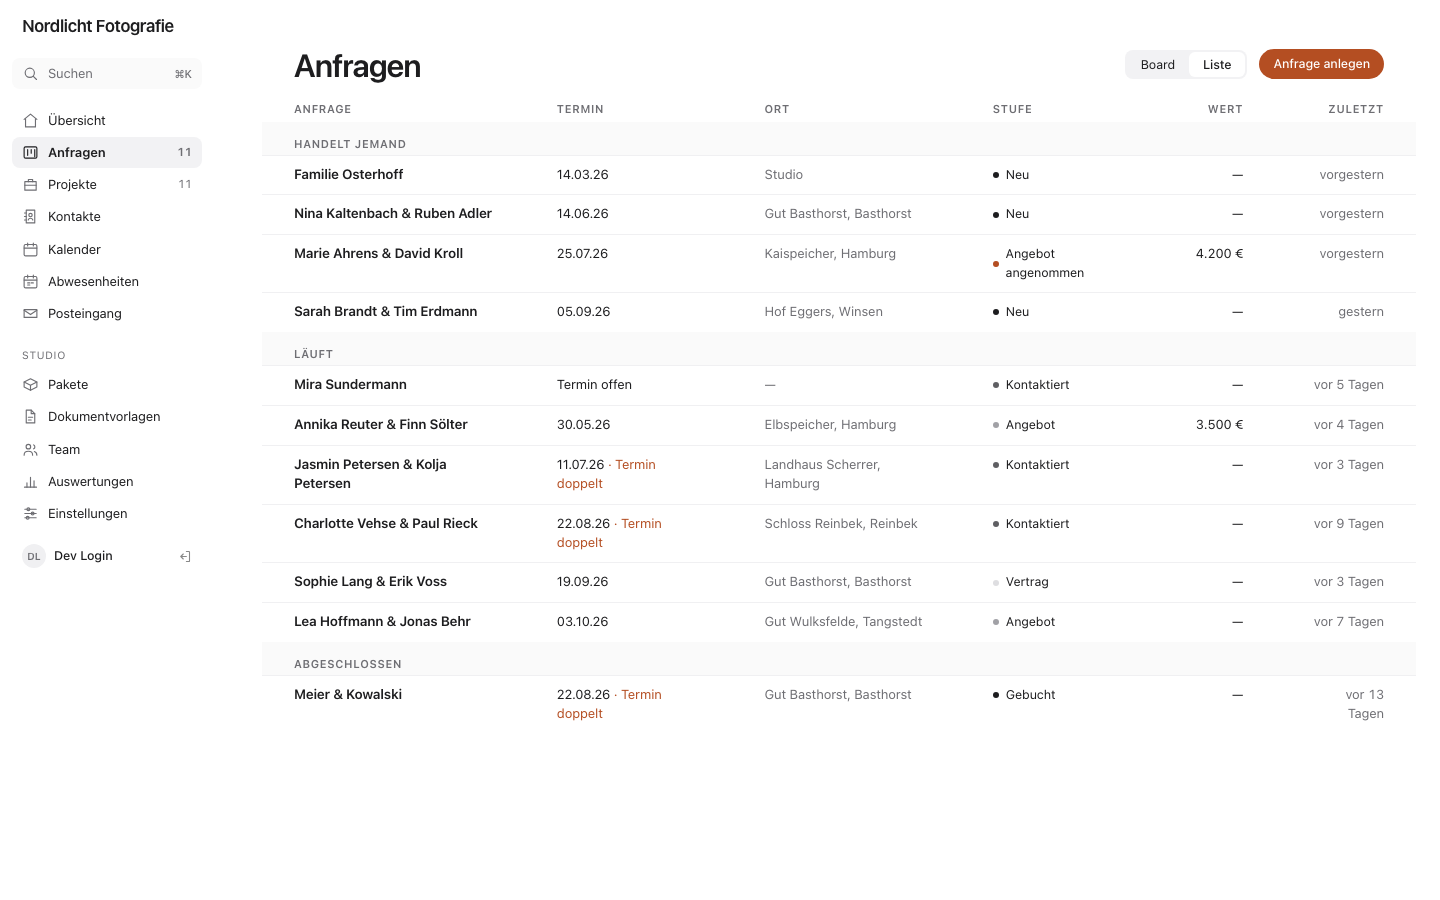 Nordlicht Fotografie
Suchen ⌘K
Übersicht
Anfragen 11
Projekte 11
Kontakte
Kalender
Abwesenheiten
Posteingang
STUDIO
Pakete
Dokumentvorlagen
Team
Auswertungen
Einstellungen
DL Dev Login
Anfragen
Board Liste Anfrage anlegen
ANFRAGE TERMIN ORT STUFE WERT ZULETZT
HANDELT JEMAND
Familie Osterhoff 14.03.26 Studio Neu — vorgestern
Nina Kaltenbach & Ruben Adler 14.06.26 Gut Basthorst, Basthorst Neu — vorgestern
Marie Ahrens & David Kroll 25.07.26 Kaispeicher, Hamburg Angebot 4.200 € vorgestern
angenommen
Sarah Brandt & Tim Erdmann 05.09.26 Hof Eggers, Winsen Neu — gestern
LÄUFT
Mira Sundermann Termin offen — Kontaktiert — vor 5 Tagen
Annika Reuter & Finn Sölter 30.05.26 Elbspeicher, Hamburg Angebot 3.500 € vor 4 Tagen
Jasmin Petersen & Kolja 11.07.26 · Termin Landhaus Scherrer, Kontaktiert — vor 3 Tagen
Petersen doppelt Hamburg
Charlotte Vehse & Paul Rieck 22.08.26 · Termin Schloss Reinbek, Reinbek Kontaktiert — vor 9 Tagen
doppelt
Sophie Lang & Erik Voss 19.09.26 Gut Basthorst, Basthorst Vertrag — vor 3 Tagen
Lea Hoffmann & Jonas Behr 03.10.26 Gut Wulksfelde, Tangstedt Angebot — vor 7 Tagen
ABGESCHLOSSEN
Meier & Kowalski 22.08.26 · Termin Gut Basthorst, Basthorst Gebucht — vor 13
doppelt Tagen